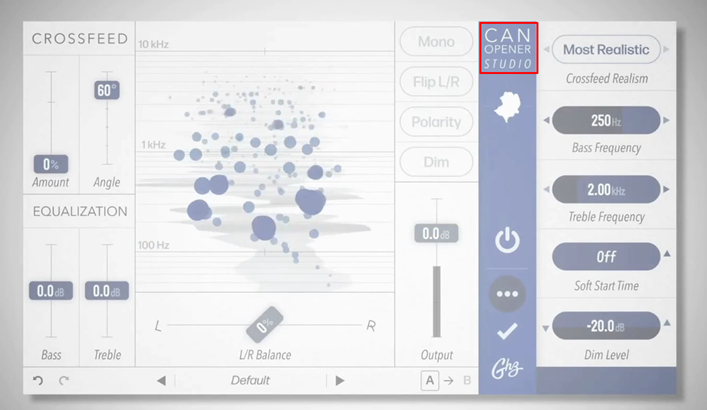 CROSSFEED
60°
0%
Amount
Angle
EQUALIZATION
0.0dB
0.0dB
Bass
Treble
10 kHz
1 kHz
100 Hz
L
0%
R
L/R Balance
Mono
Flip L/R
Polarity
Dim
0.0dB
Output
CAN
OPENER
STUDIO
Ghz
Most Realistic
Crossfeed Realism
250Hz
Bass Frequency
2.00kHz
Treble Frequency
Off
Soft Start Time
-20.0dB
Dim Level
Default
A
B